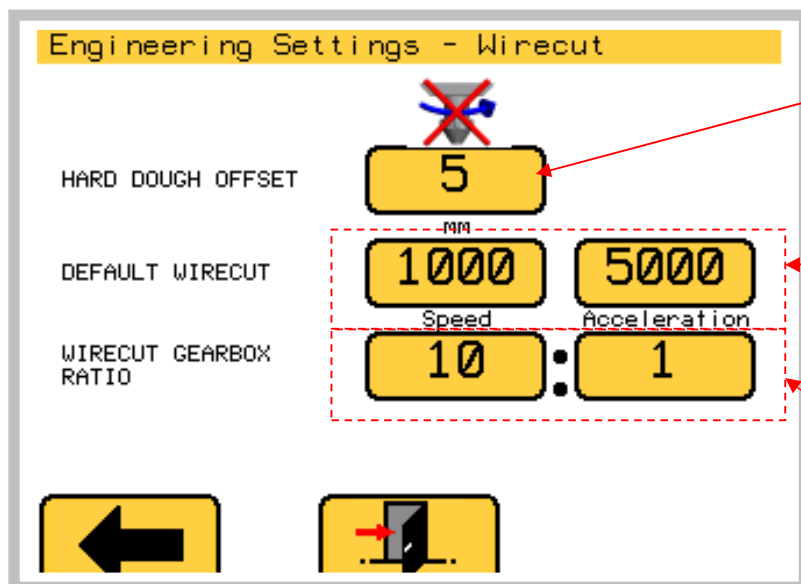 Engineering Settings - Wirecut
HARD DOUGH OFFSET
5
MM
DEFAULT WIRECUT
1000
5000
Speed
Acceleration
WIRECUT GEARBOX
RATIO
10 : 1